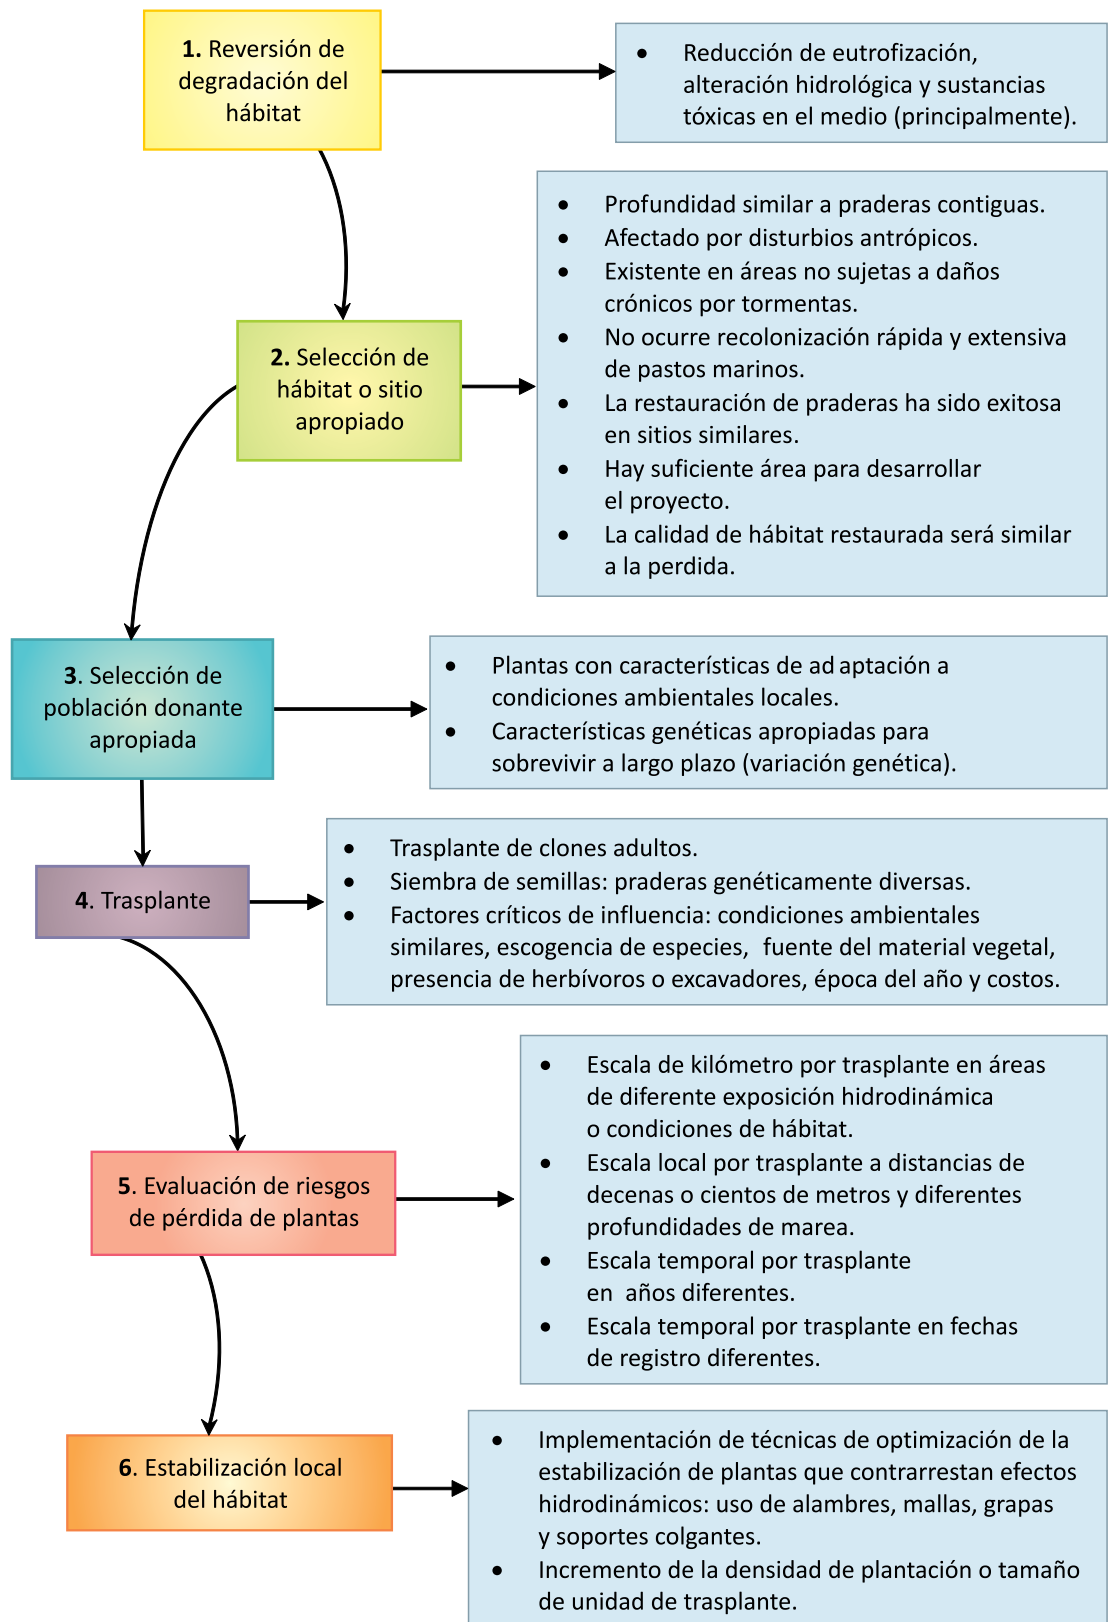 1. Reversión de
degradación del
hábitat
• Reducción de eutrofización,
alteración hidrológica y sustancias
tóxicas en el medio (principalmente).
2. Selección de
hábitat o sitio
apropiado
• Profundidad similar a praderas contiguas.
• Afectado por disturbios antrópicos.
• Existente en áreas no sujetas a daños
crónicos por tormentas.
• No ocurre recolonización rápida y extensiva
de pastos marinos.
• La restauración de praderas ha sido exitosa
en sitios similares.
• Hay suficiente área para desarrollar
el proyecto.
• La calidad de hábitat restaurada será similar
a la perdida.
3. Selección de
población donante
apropiada
• Plantas con características de ad aptación a
condiciones ambientales locales.
• Características genéticas apropiadas para
sobrevivir a largo plazo (variación genética).
4. Trasplante
• Trasplante de clones adultos.
• Siembra de semillas: praderas genéticamente diversas.
• Factores críticos de influencia: condiciones ambientales
similares, escogencia de especies, fuente del material vegetal,
presencia de herbívoros o excavadores, época del año y costos.
5. Evaluación de riesgos
de pérdida de plantas
• Escala de kilómetro por trasplante en áreas
de diferente exposición hidrodinámica
o condiciones de hábitat.
• Escala local por trasplante a distancias de
decenas o cientos de metros y diferentes
profundidades de marea.
• Escala temporal por trasplante
en años diferentes.
• Escala temporal por trasplante en fechas
de registro diferentes.
6. Estabilización local
del hábitat
• Implementación de técnicas de optimización de la
estabilización de plantas que contrarrestan efectos
hidrodinámicos: uso de alambres, mallas, grapas
y soportes colgantes.
• Incremento de la densidad de plantación o tamaño
de unidad de trasplante.